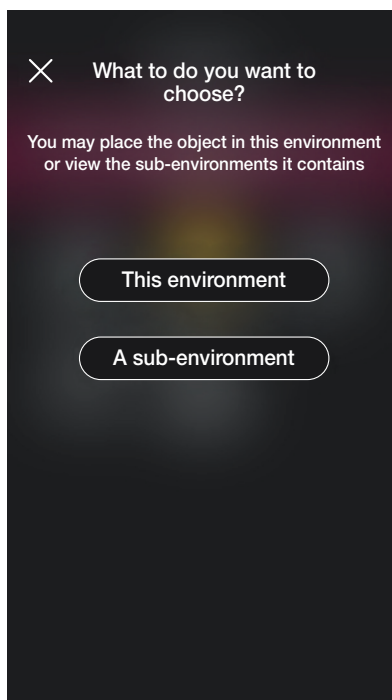 What to do you want to
choose?
You may place the object in this environment
or view the sub-environments it contains
This environment
A sub-environment